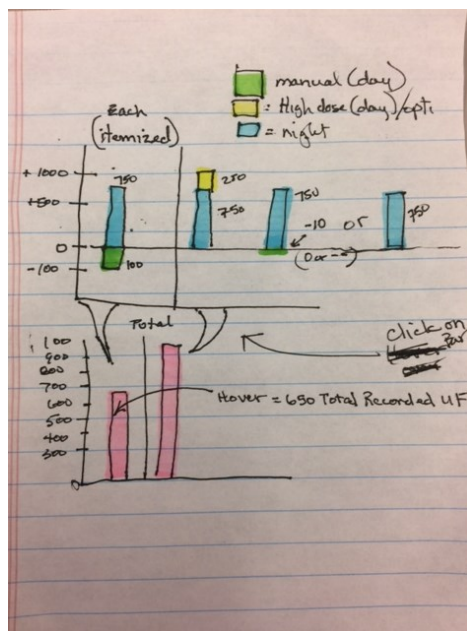 manual (day)
= High dose (day)/opti
= night
Each
(itemized)
+ 1000
+500
0
-100
750
100
250
750
750
-10 or
(0 or --)
750
Total
click on
Bar
1000
900
800
700
600
500
400
300
0
Hover = 650 Total Recorded UF